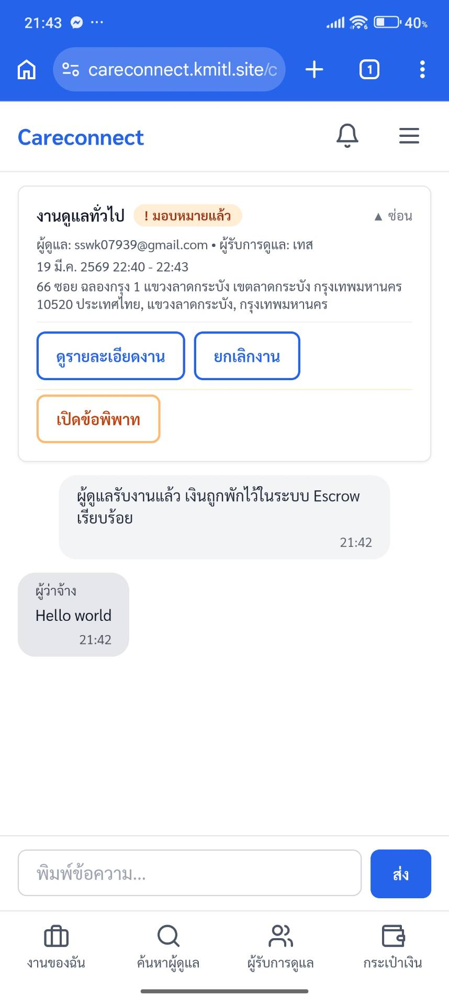 21:43
40%
careconnect.kmitl.site/c
1
Careconnect
งานดูแลทั่วไป ! มอบหมายแล้ว ▲ ซ่อน
ผู้ดูแล: sswk07939@gmail.com • ผู้รับการดูแล: เทส
19 มี.ค. 2569 22:40 - 22:43
66 ซอย ฉลองกรุง 1 แขวงลาดกระบัง เขตลาดกระบัง กรุงเทพมหานคร
10520 ประเทศไทย, แขวงลาดกระบัง, กรุงเทพมหานคร
ดูรายละเอียดงาน ยกเลิกงาน
เปิดข้อพิพาท
ผู้ดูแลรับงานแล้ว เงินถูกพักไว้ในระบบ Escrow
เรียบร้อย
21:42
ผู้ว่าจ้าง
Hello world
21:42
พิมพ์ข้อความ...
ส่ง
งานของฉัน ค้นหาผู้ดูแล ผู้รับการดูแล กระเป๋าเงิน